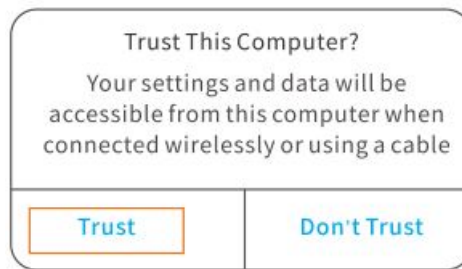 Trust This Computer?
Your settings and data will be
accessible from this computer when
connected wirelessly or using a cable
Trust
Don't Trust